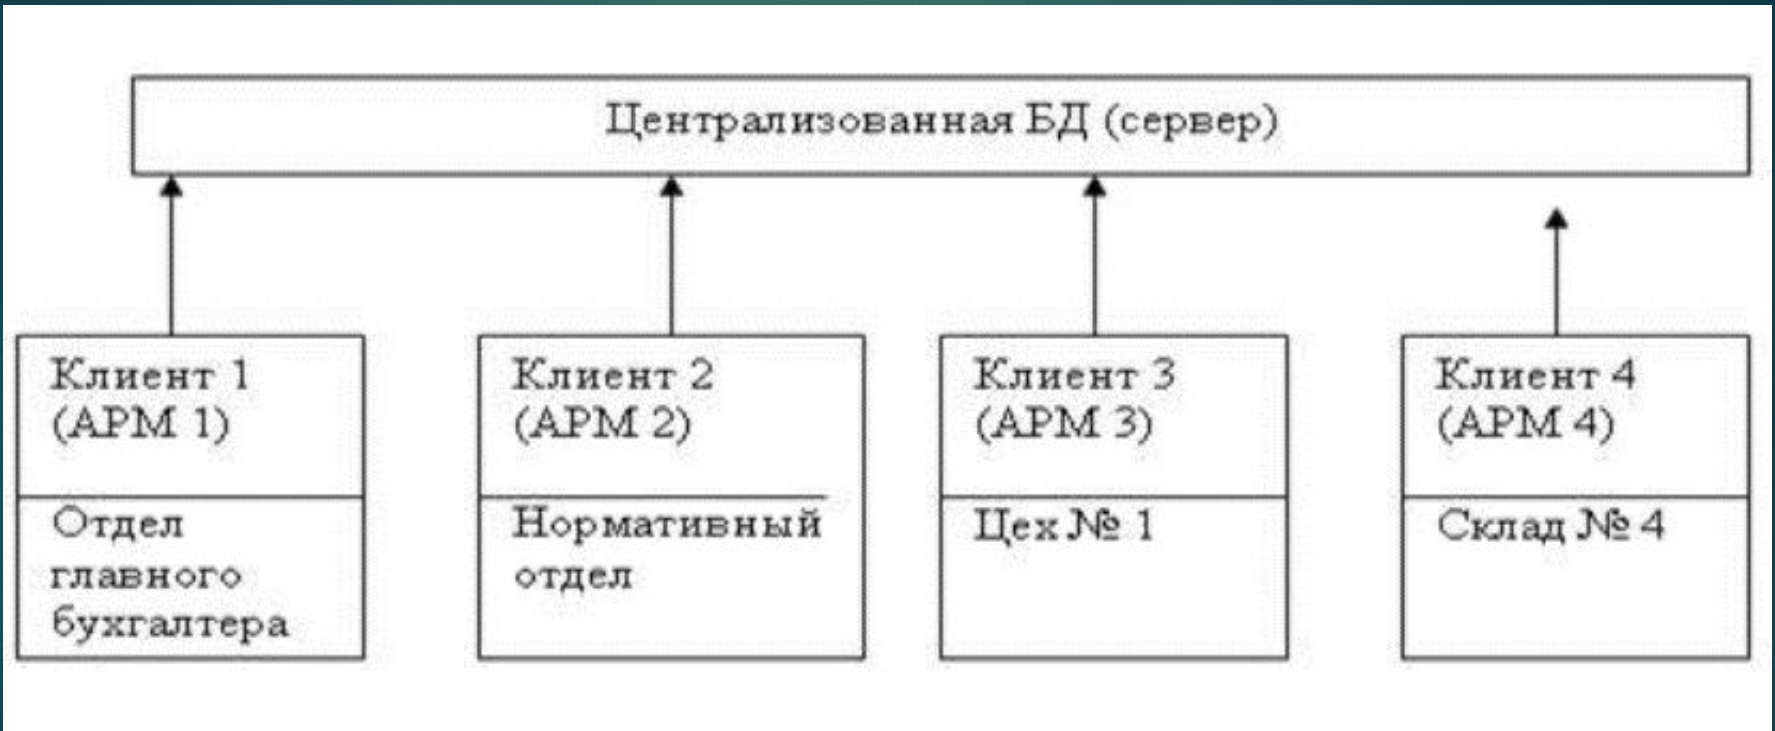 Централизованная БД (сервер)
Клиент 1
(АРМ 1)
Отдел
главного
бухгалтера
Клиент 2
(АРМ 2)
Нормативный
отдел
Клиент 3
(АРМ 3)
Цех № 1
Клиент 4
(АРМ 4)
Склад № 4